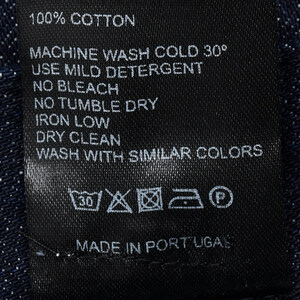 100% COTTON
MACHINE WASH COLD 30º
USE MILD DETERGENT
NO BLEACH
NO TUMBLE DRY
IRON LOW
DRY CLEAN
WASH WITH SIMILAR COLORS
30 P
MADE IN PORTUGAL